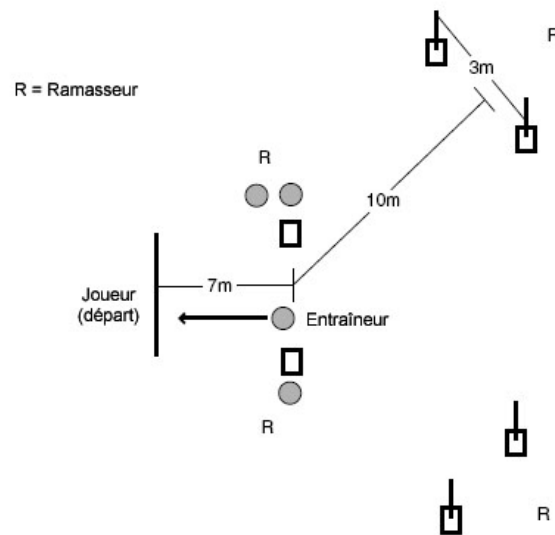 R
3m
R = Ramasseur
R
10m
7m
Joueur
(départ)
Entraîneur
R
R